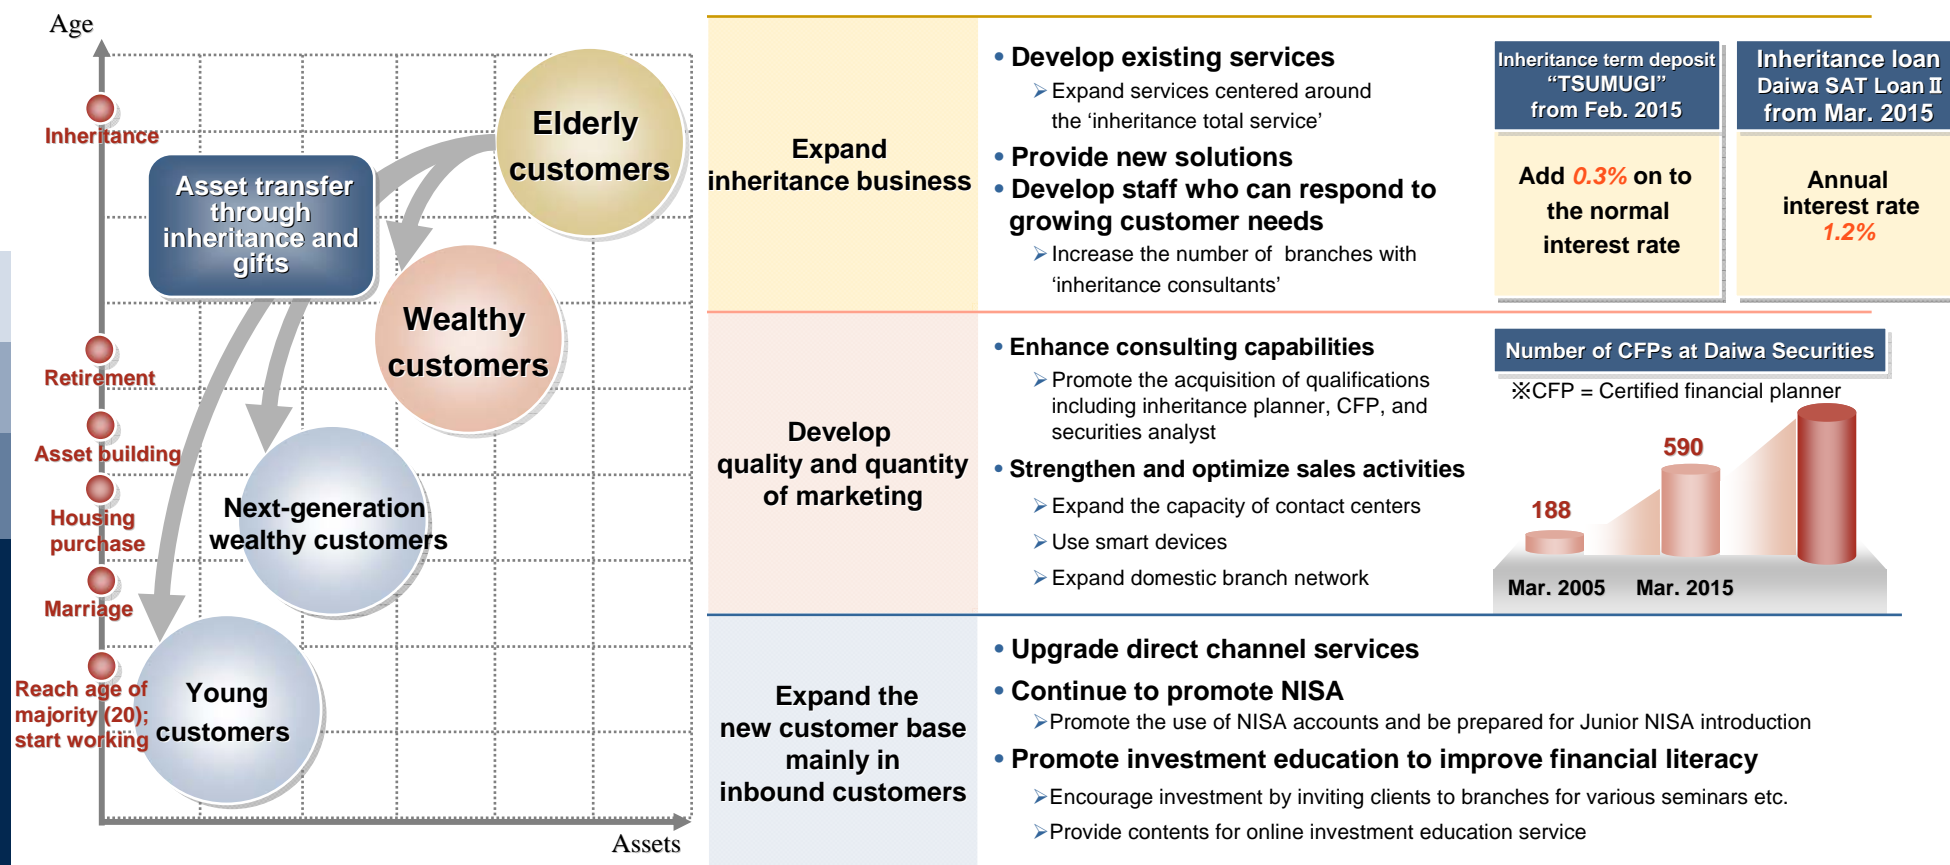 Age
Inheritance
Retirement
Asset building
Housing
purchase
Marriage
Reach age of
majority (20);
start working
Asset transfer
through
inheritance and
gifts
Elderly
customers
Wealthy
customers
Next-generation
wealthy customers
Young
customers
Assets
Expand
inheritance business
• Develop existing services
➢Expand services centered around
the ‘inheritance total service’
• Provide new solutions
• Develop staff who can respond to
growing customer needs
➢Increase the number of branches with
‘inheritance consultants’
Inheritance term deposit
“TSUMUGI”
from Feb. 2015
Add 0.3% on to
the normal
interest rate
Inheritance loan
Daiwa SAT Loan Ⅱ
from Mar. 2015
Annual
interest rate
1.2%
Develop
quality and quantity
of marketing
• Enhance consulting capabilities
➢Promote the acquisition of qualifications
including inheritance planner, CFP, and
securities analyst
• Strengthen and optimize sales activities
➢Expand the capacity of contact centers
➢Use smart devices
➢Expand domestic branch network
Number of CFPs at Daiwa Securities
※CFP = Certified financial planner
188
590
Mar. 2005 Mar. 2015
Expand the
new customer base
mainly in
inbound customers
• Upgrade direct channel services
• Continue to promote NISA
➢Promote the use of NISA accounts and be prepared for Junior NISA introduction
• Promote investment education to improve financial literacy
➢Encourage investment by inviting clients to branches for various seminars etc.
➢Provide contents for online investment education service